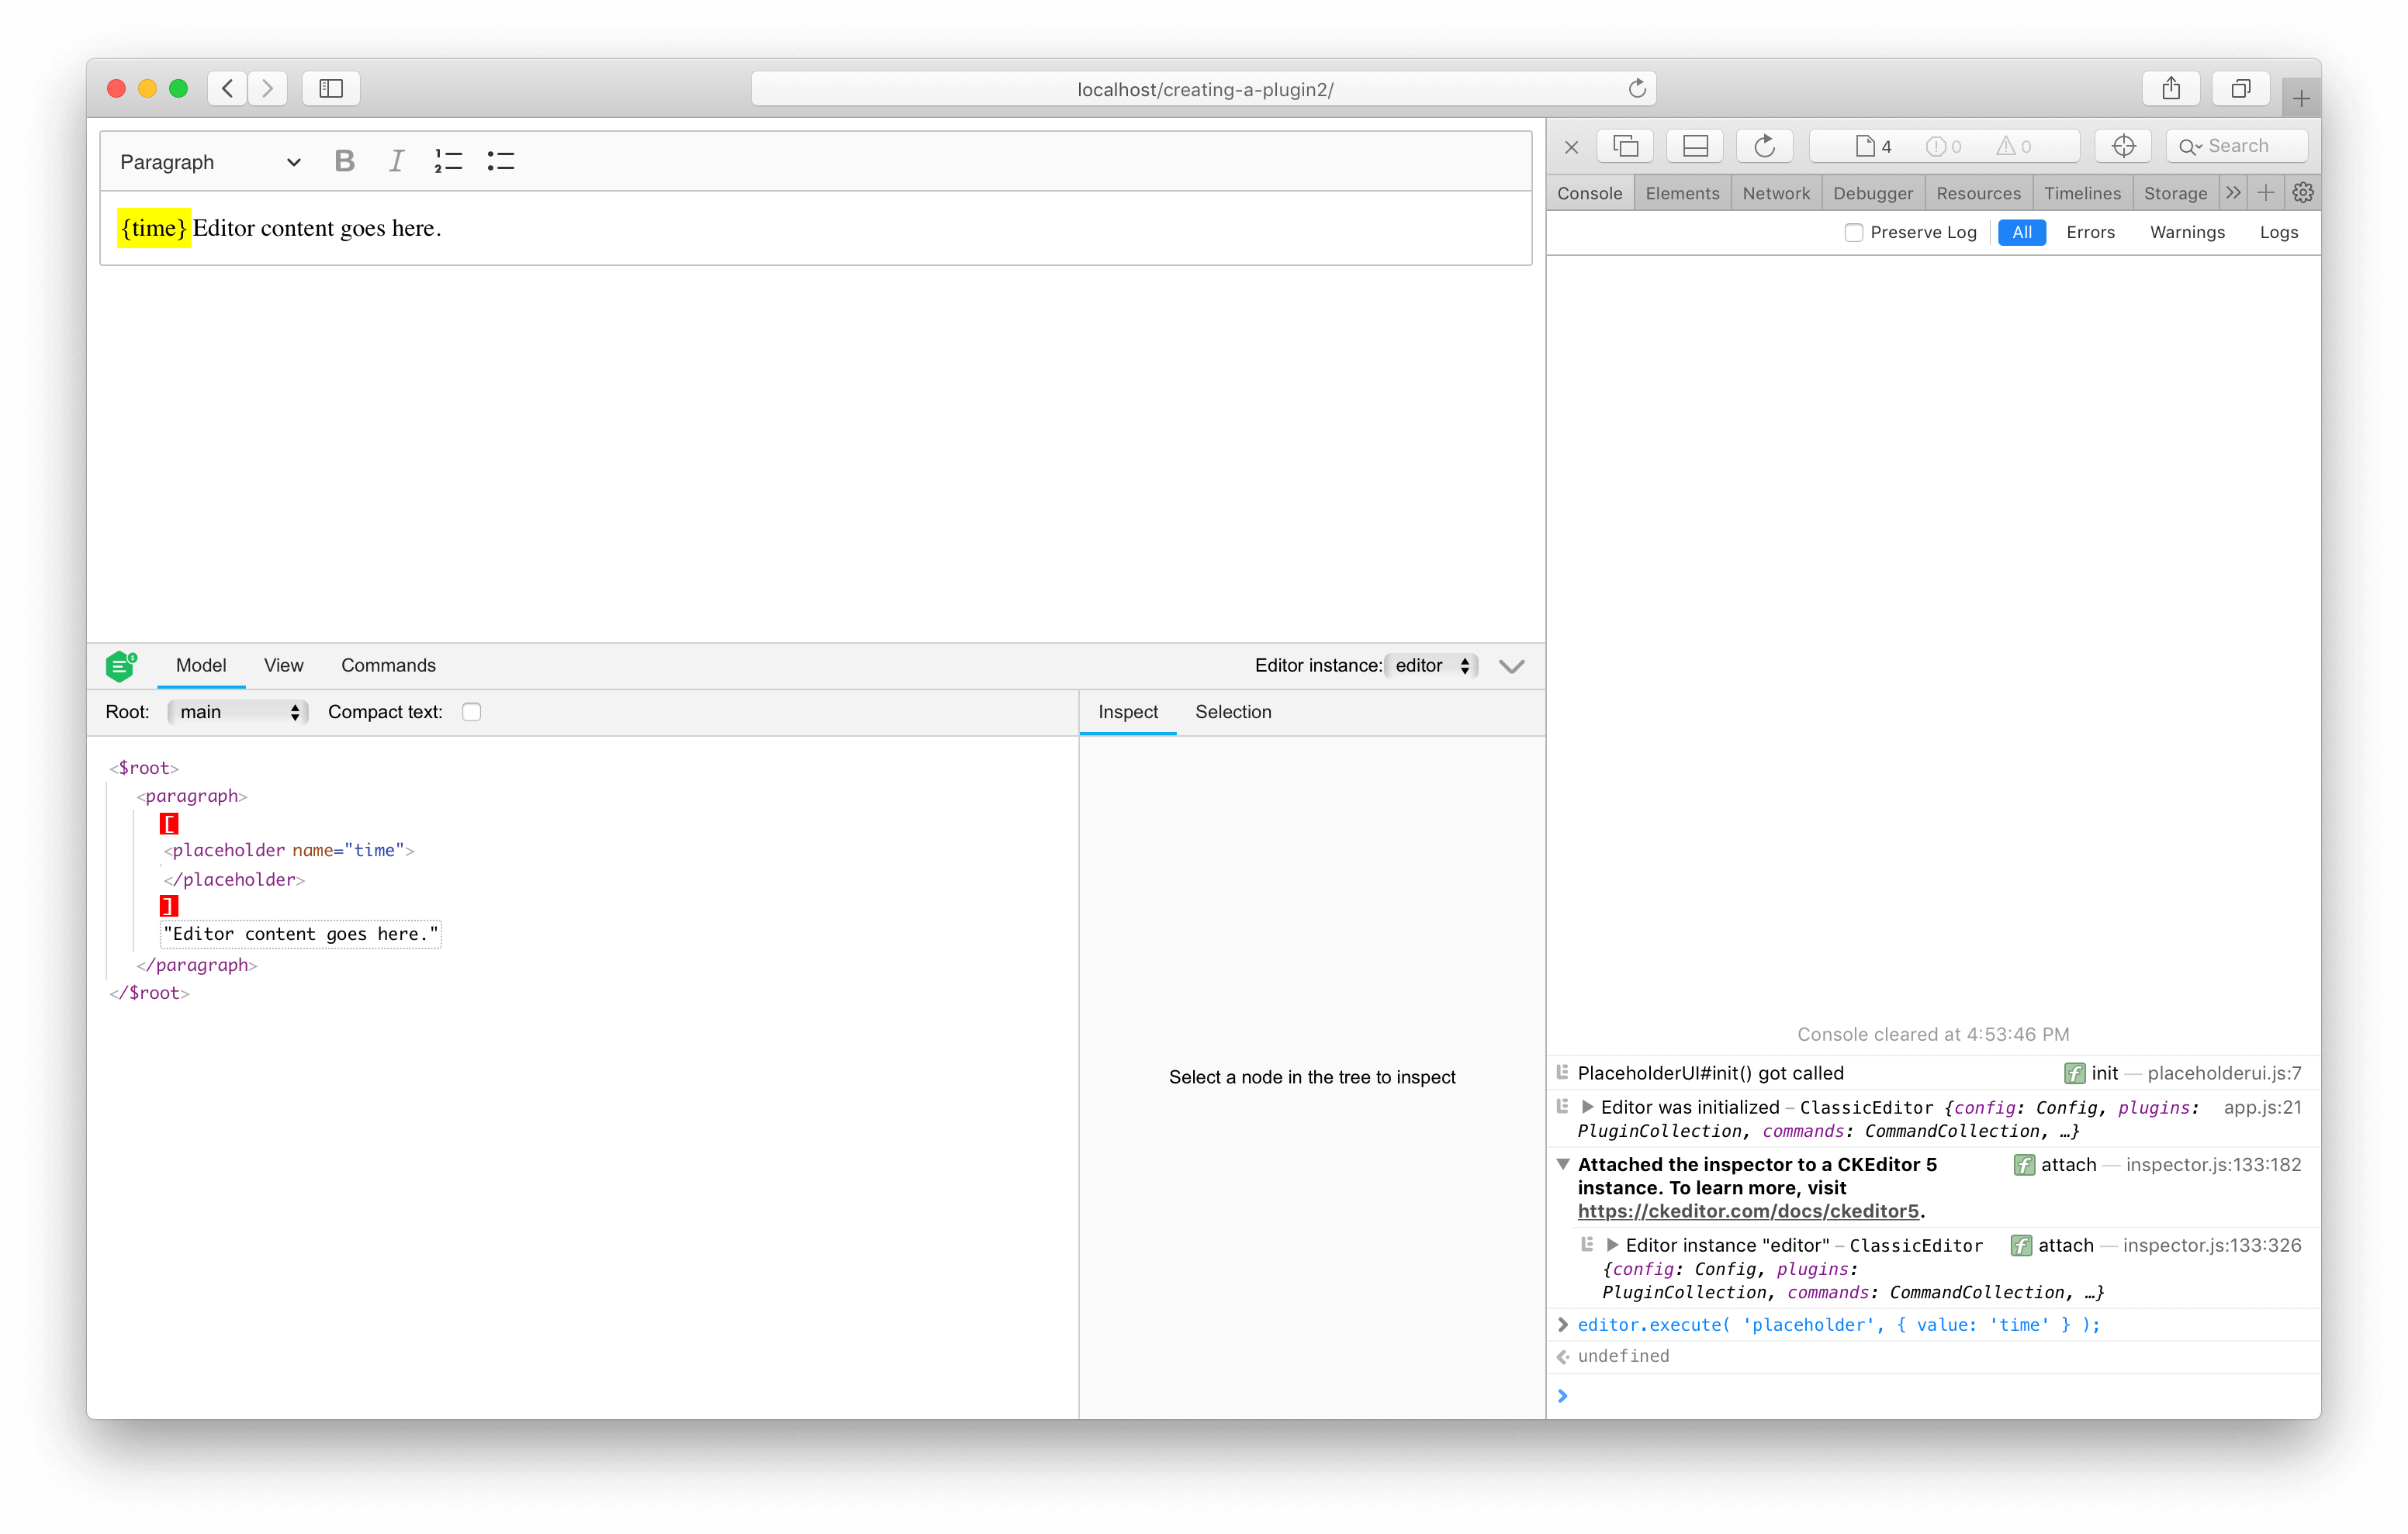 localhost/creating-a-plugin2/
Paragraph B I 1 2
{time} Editor content goes here.
Model View Commands Editor instance: editor
Root: main Compact text:
Inspect Selection
<$root>
<paragraph>
[
<placeholder name="time">
</placeholder>
]
"Editor content goes here."
</paragraph>
</$root>
Select a node in the tree to inspect
4 0 0 Search
Console Elements Network Debugger Resources Timelines Storage
Preserve Log All Errors Warnings Logs
Console cleared at 4:53:46 PM
PlaceholderUI#init() got called f init — placeholderui.js:7
Editor was initialized – ClassicEditor {config: Config, plugins: app.js:21
PluginCollection, commands: CommandCollection, …}
Attached the inspector to a CKEditor 5 f attach — inspector.js:133:182
instance. To learn more, visit
https://ckeditor.com/docs/ckeditor5.
Editor instance "editor" – ClassicEditor f attach — inspector.js:133:326
{config: Config, plugins:
PluginCollection, commands: CommandCollection, …}
editor.execute( 'placeholder', { value: 'time' } );
undefined